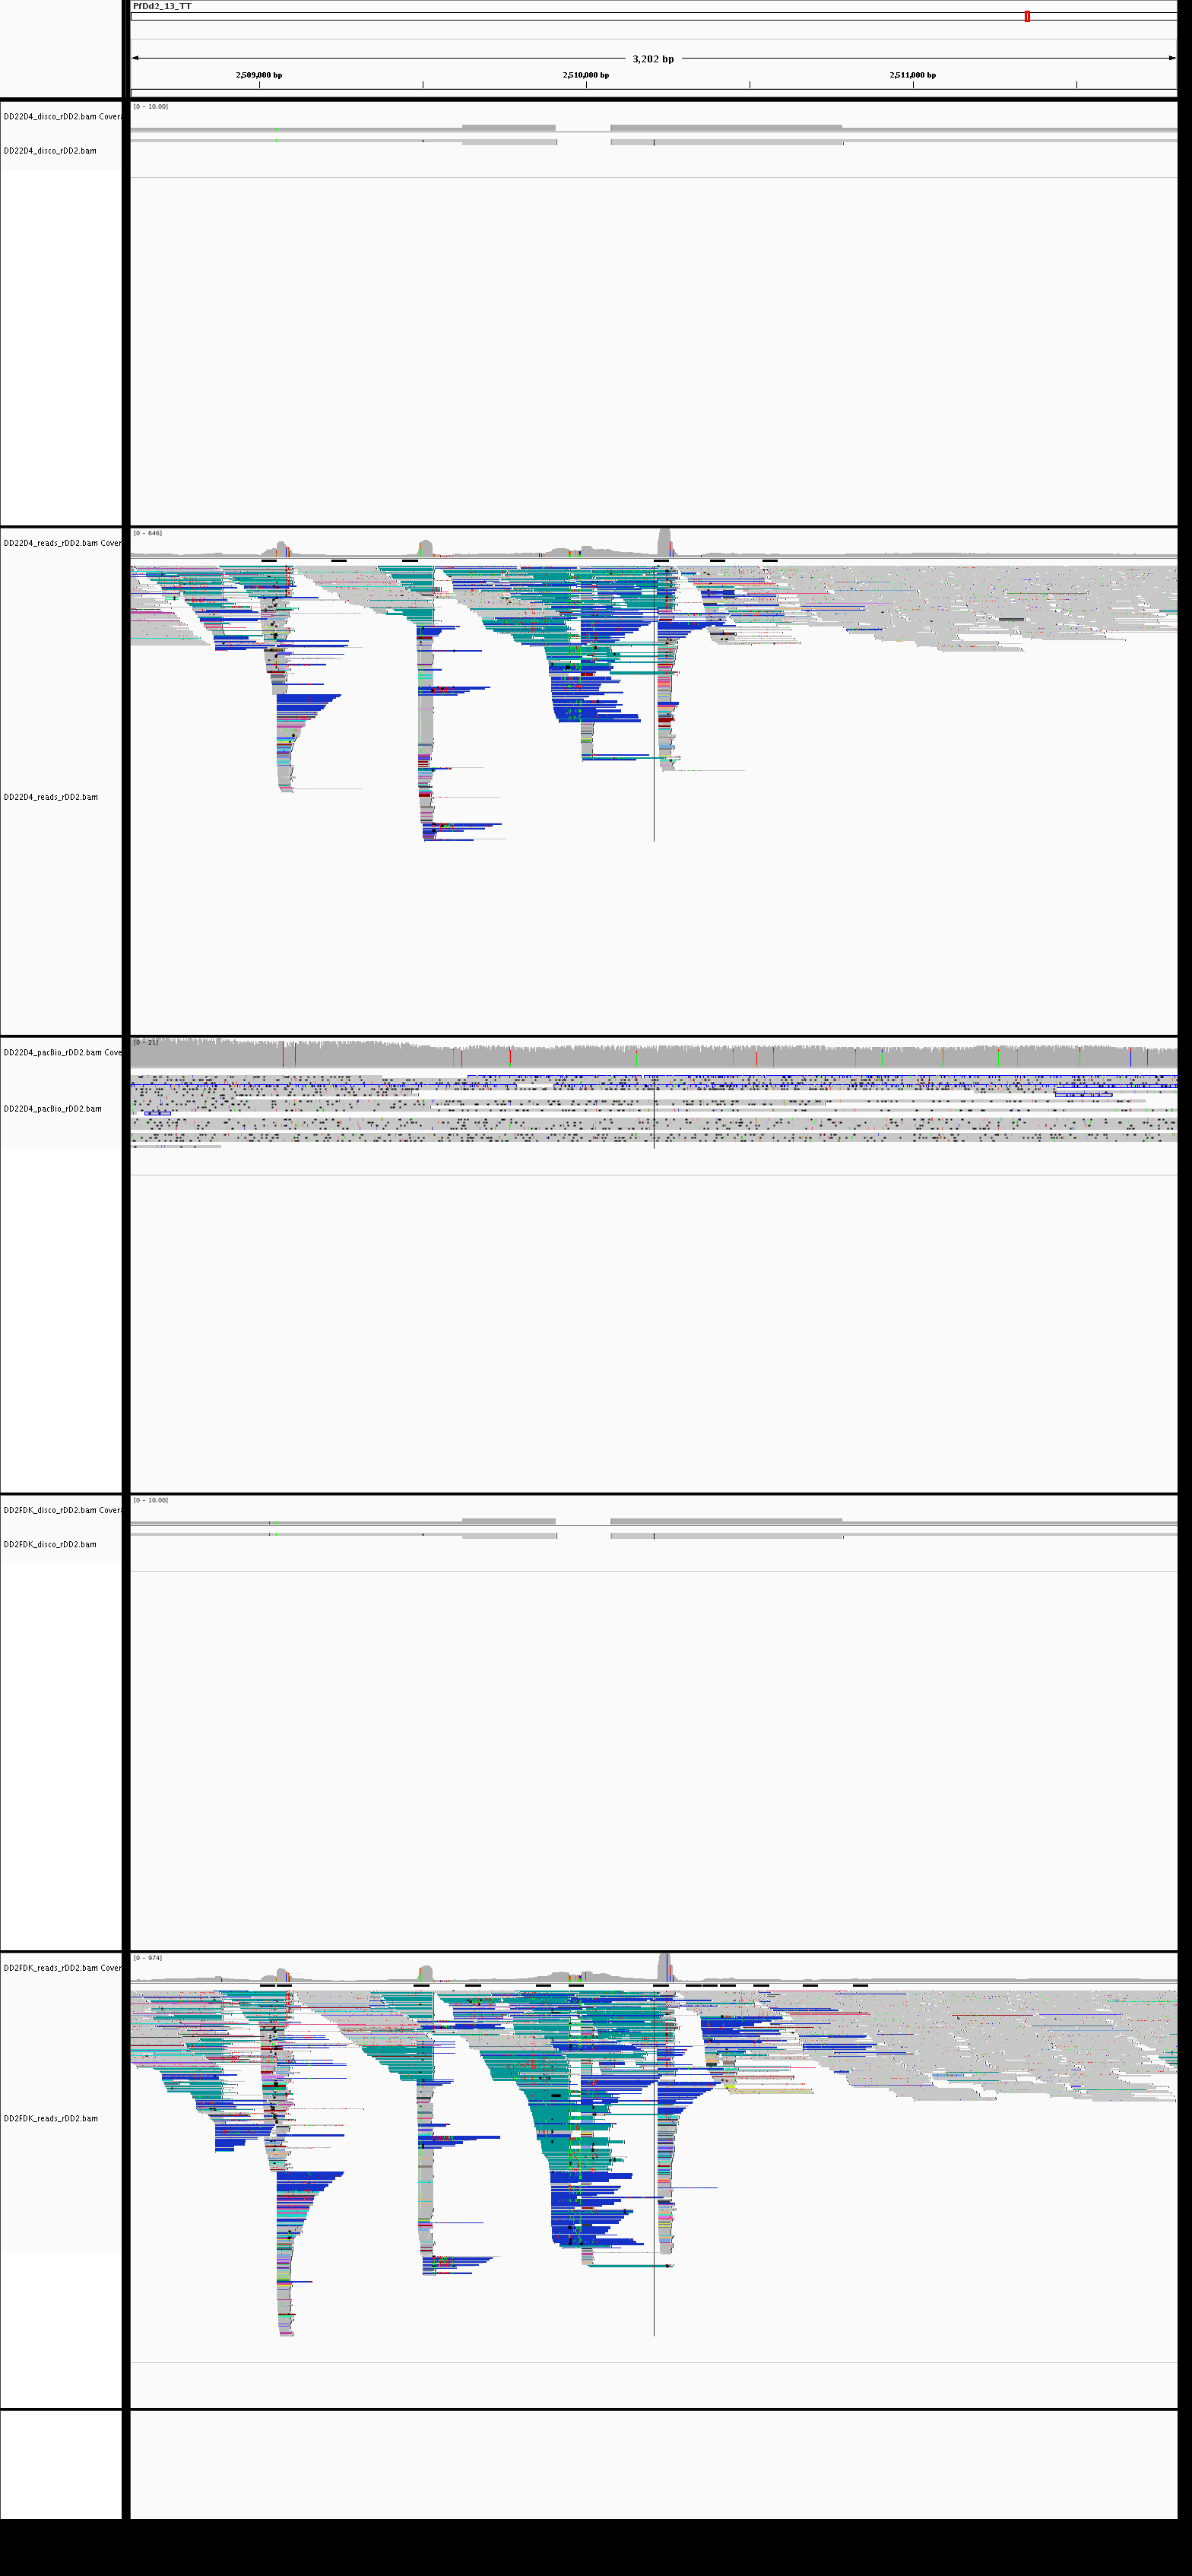 PfDd2_13_TT
3,202 bp
2,509,000 bp
2,510,000 bp
2,511,000 bp
[0 - 10.00]
DD22D4_disco_rDD2.bam Covera
DD22D4_disco_rDD2.bam
[0 - 646]
DD22D4_reads_rDD2.bam Cover
DD22D4_reads_rDD2.bam
[0 - 21]
DD22D4_pacBio_rDD2.bam Cove
DD22D4_pacBio_rDD2.bam
[0 - 10.00]
DD2FDK_disco_rDD2.bam Covera
DD2FDK_disco_rDD2.bam
[0 - 974]
DD2FDK_reads_rDD2.bam Cover
DD2FDK_reads_rDD2.bam